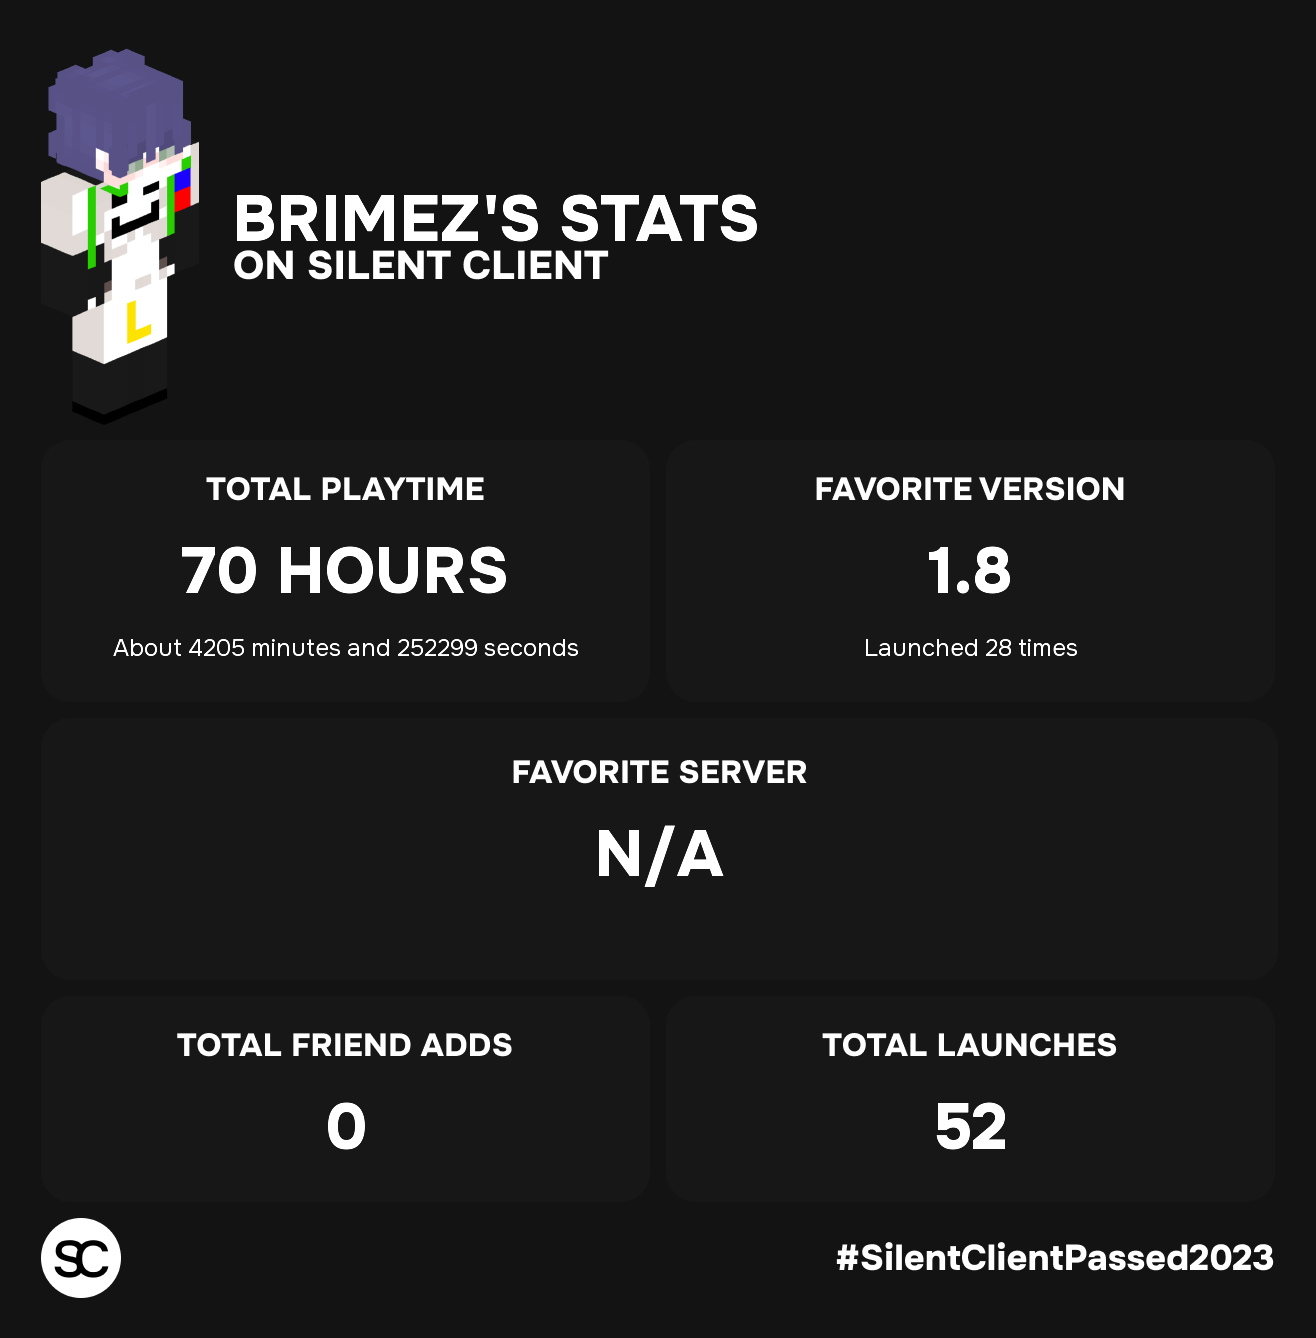 BRIMEZ'S STATS
ON SILENT CLIENT
TOTAL PLAYTIME
70 HOURS
About 4205 minutes and 252299 seconds
FAVORITE VERSION
1.8
Launched 28 times
FAVORITE SERVER
N/A
TOTAL FRIEND ADDS
0
TOTAL LAUNCHES
52
SC
#SilentClientPassed2023